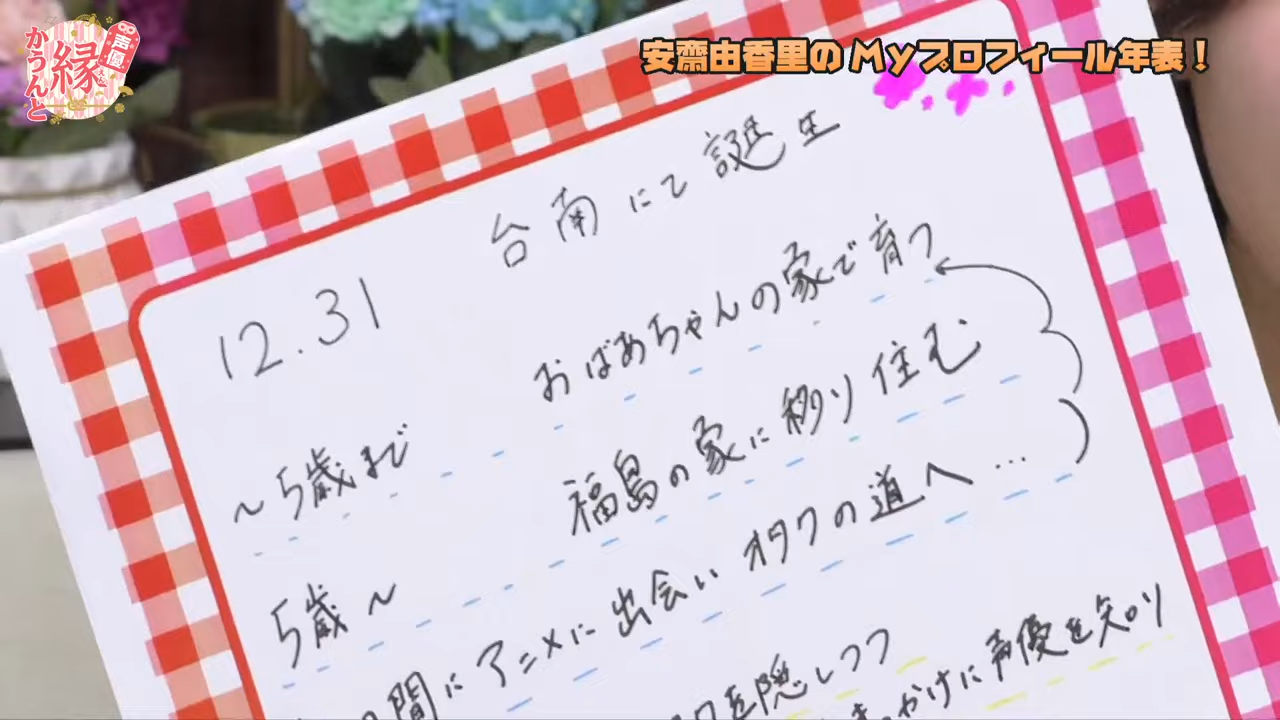 声優
縁
かうんと
安齋由香里のMyプロフィール年表！
12.31 台南にて誕生
～5歳まで おばあちゃんの家で育つ
5歳～ 福島の家に移り住む
間にアニメに出会い オタクの道へ…
を隠しつつ
かけに声優を知り